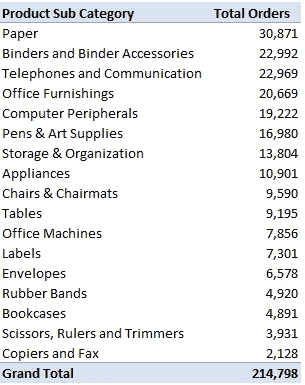 Product Sub Category Total Orders
Paper 30,871
Binders and Binder Accessories 22,992
Telephones and Communication 22,969
Office Furnishings 20,669
Computer Peripherals 19,222
Pens & Art Supplies 16,980
Storage & Organization 13,804
Appliances 10,901
Chairs & Chairmats 9,590
Tables 9,195
Office Machines 7,856
Labels 7,301
Envelopes 6,578
Rubber Bands 4,920
Bookcases 4,891
Scissors, Rulers and Trimmers 3,931
Copiers and Fax 2,128
Grand Total 214,798